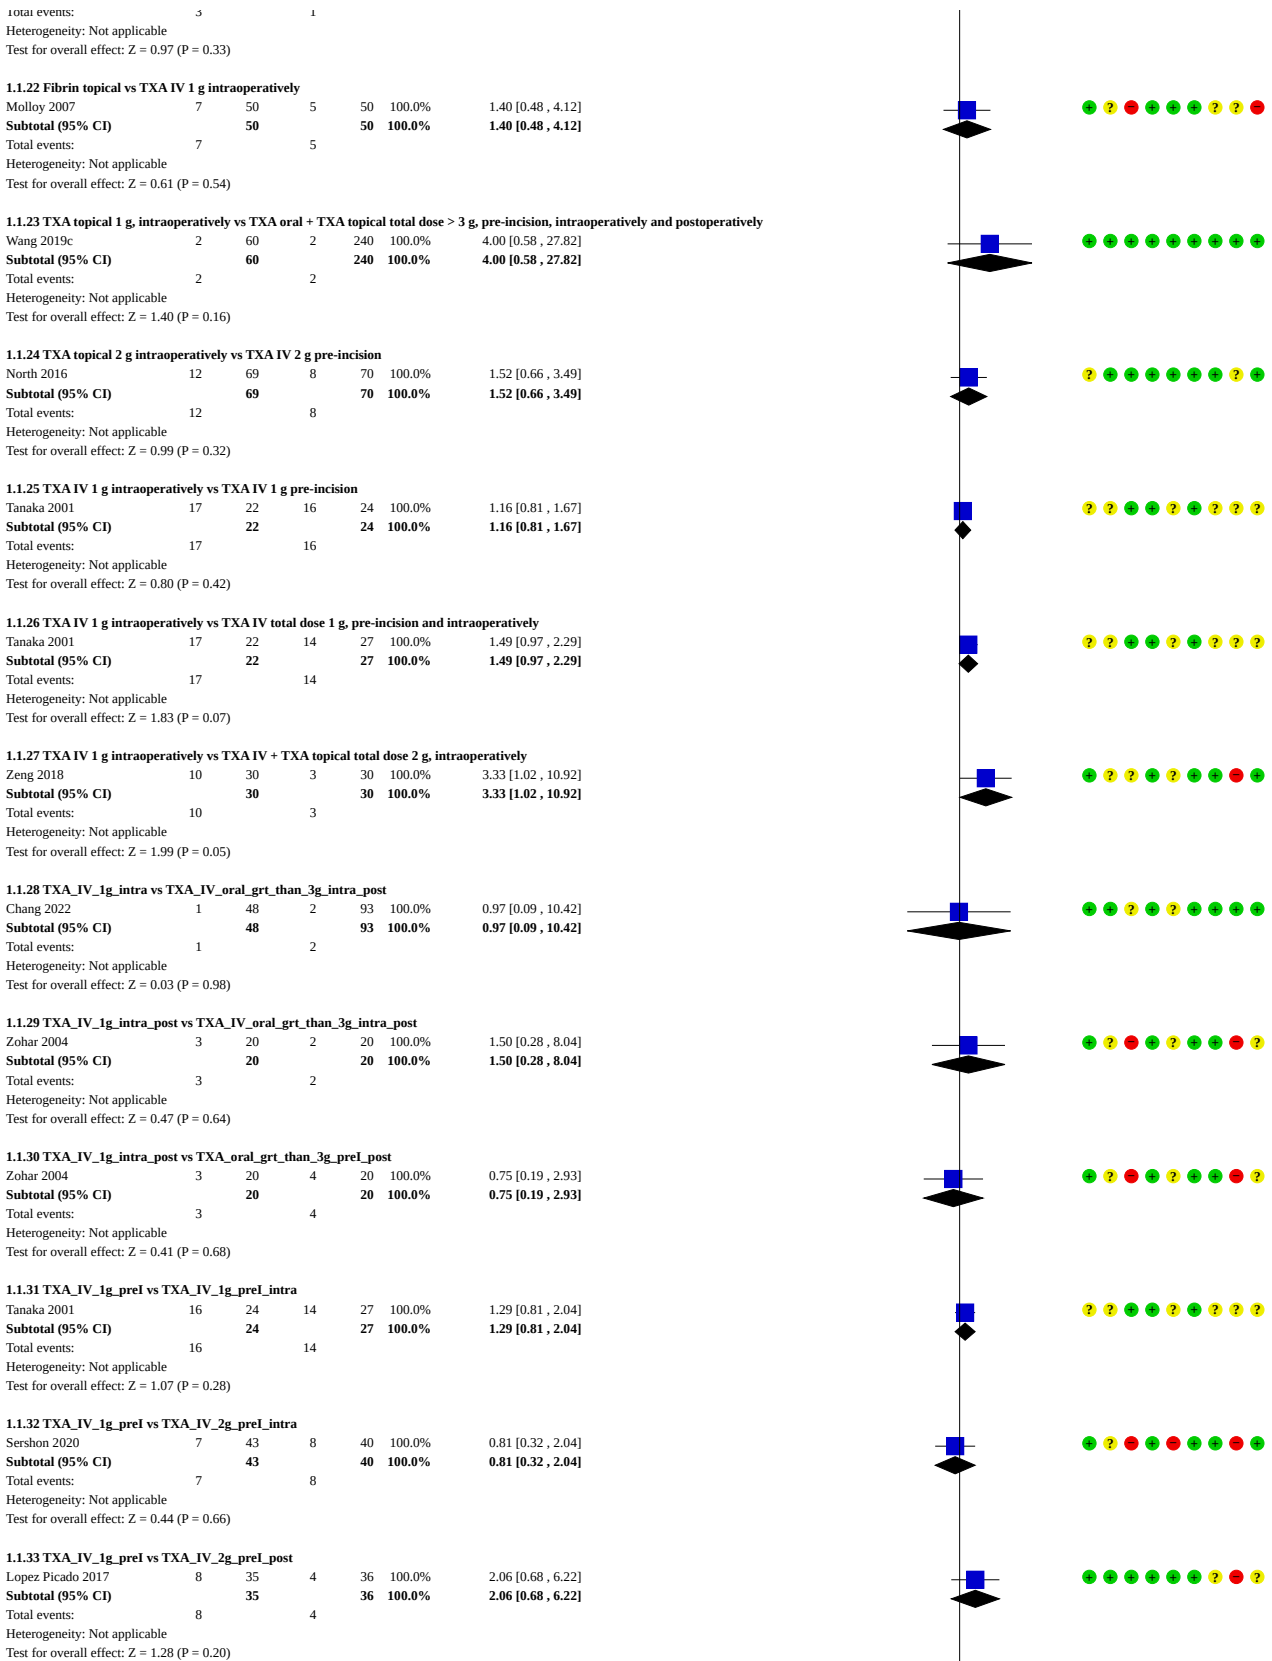 Total events: 3 1
Heterogeneity: Not applicable
Test for overall effect: Z = 0.97 (P = 0.33)
1.1.22 Fibrin topical vs TXA IV 1 g intraoperatively
Molloy 2007 7 50 5 50 100.0% 1.40 [0.48 , 4.12] + ? − + + + ? ? −
Subtotal (95% CI) 50 50 100.0% 1.40 [0.48 , 4.12]
Total events: 7 5
Heterogeneity: Not applicable
Test for overall effect: Z = 0.61 (P = 0.54)
1.1.23 TXA topical 1 g, intraoperatively vs TXA oral + TXA topical total dose > 3 g, pre-incision, intraoperatively and postoperatively
Wang 2019c 2 60 2 240 100.0% 4.00 [0.58 , 27.82] + + + + + + + + +
Subtotal (95% CI) 60 240 100.0% 4.00 [0.58 , 27.82]
Total events: 2 2
Heterogeneity: Not applicable
Test for overall effect: Z = 1.40 (P = 0.16)
1.1.24 TXA topical 2 g intraoperatively vs TXA IV 2 g pre-incision
North 2016 12 69 8 70 100.0% 1.52 [0.66 , 3.49] ? + + + + + + ? +
Subtotal (95% CI) 69 70 100.0% 1.52 [0.66 , 3.49]
Total events: 12 8
Heterogeneity: Not applicable
Test for overall effect: Z = 0.99 (P = 0.32)
1.1.25 TXA IV 1 g intraoperatively vs TXA IV 1 g pre-incision
Tanaka 2001 17 22 16 24 100.0% 1.16 [0.81 , 1.67] ? ? + + ? + ? ? ?
Subtotal (95% CI) 22 24 100.0% 1.16 [0.81 , 1.67]
Total events: 17 16
Heterogeneity: Not applicable
Test for overall effect: Z = 0.80 (P = 0.42)
1.1.26 TXA IV 1 g intraoperatively vs TXA IV total dose 1 g, pre-incision and intraoperatively
Tanaka 2001 17 22 14 27 100.0% 1.49 [0.97 , 2.29] ? ? + + ? + ? ? ?
Subtotal (95% CI) 22 27 100.0% 1.49 [0.97 , 2.29]
Total events: 17 14
Heterogeneity: Not applicable
Test for overall effect: Z = 1.83 (P = 0.07)
1.1.27 TXA IV 1 g intraoperatively vs TXA IV + TXA topical total dose 2 g, intraoperatively
Zeng 2018 10 30 3 30 100.0% 3.33 [1.02 , 10.92] + ? ? + ? + + − +
Subtotal (95% CI) 30 30 100.0% 3.33 [1.02 , 10.92]
Total events: 10 3
Heterogeneity: Not applicable
Test for overall effect: Z = 1.99 (P = 0.05)
1.1.28 TXA_IV_1g_intra vs TXA_IV_oral_grt_than_3g_intra_post
Chang 2022 1 48 2 93 100.0% 0.97 [0.09 , 10.42] + + ? + ? + + + +
Subtotal (95% CI) 48 93 100.0% 0.97 [0.09 , 10.42]
Total events: 1 2
Heterogeneity: Not applicable
Test for overall effect: Z = 0.03 (P = 0.98)
1.1.29 TXA_IV_1g_intra_post vs TXA_IV_oral_grt_than_3g_intra_post
Zohar 2004 3 20 2 20 100.0% 1.50 [0.28 , 8.04] + ? − + ? + + − ?
Subtotal (95% CI) 20 20 100.0% 1.50 [0.28 , 8.04]
Total events: 3 2
Heterogeneity: Not applicable
Test for overall effect: Z = 0.47 (P = 0.64)
1.1.30 TXA_IV_1g_intra_post vs TXA_oral_grt_than_3g_preI_post
Zohar 2004 3 20 4 20 100.0% 0.75 [0.19 , 2.93] + ? − + ? + + − ?
Subtotal (95% CI) 20 20 100.0% 0.75 [0.19 , 2.93]
Total events: 3 4
Heterogeneity: Not applicable
Test for overall effect: Z = 0.41 (P = 0.68)
1.1.31 TXA_IV_1g_preI vs TXA_IV_1g_preI_intra
Tanaka 2001 16 24 14 27 100.0% 1.29 [0.81 , 2.04] ? ? + + ? + ? ? ?
Subtotal (95% CI) 24 27 100.0% 1.29 [0.81 , 2.04]
Total events: 16 14
Heterogeneity: Not applicable
Test for overall effect: Z = 1.07 (P = 0.28)
1.1.32 TXA_IV_1g_preI vs TXA_IV_2g_preI_intra
Sershon 2020 7 43 8 40 100.0% 0.81 [0.32 , 2.04] + ? − + − + + − +
Subtotal (95% CI) 43 40 100.0% 0.81 [0.32 , 2.04]
Total events: 7 8
Heterogeneity: Not applicable
Test for overall effect: Z = 0.44 (P = 0.66)
1.1.33 TXA_IV_1g_preI vs TXA_IV_2g_preI_post
Lopez Picado 2017 8 35 4 36 100.0% 2.06 [0.68 , 6.22] + + + + + + ? − ?
Subtotal (95% CI) 35 36 100.0% 2.06 [0.68 , 6.22]
Total events: 8 4
Heterogeneity: Not applicable
Test for overall effect: Z = 1.28 (P = 0.20)